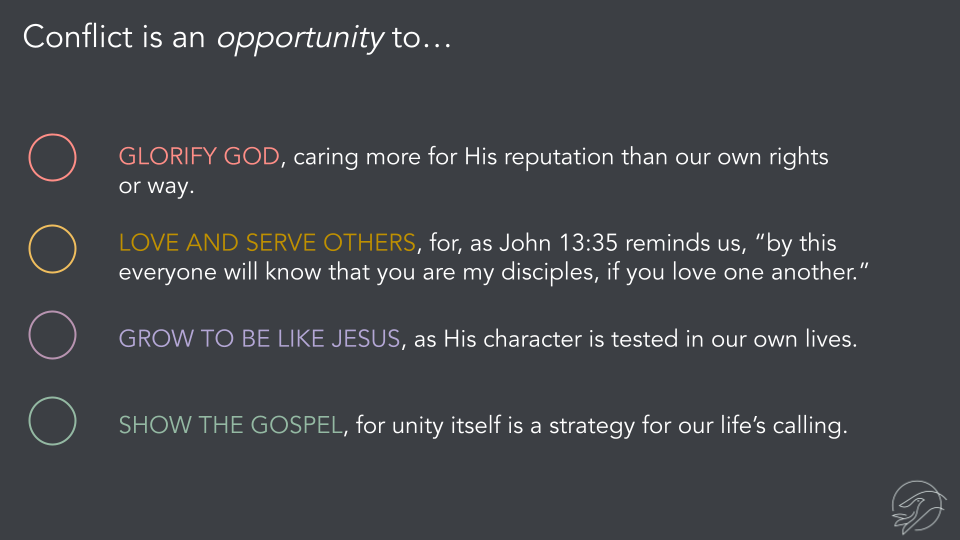 Conflict is an opportunity to…
GLORIFY GOD, caring more for His reputation than our own rights
or way.
LOVE AND SERVE OTHERS, for, as John 13:35 reminds us, “by this
everyone will know that you are my disciples, if you love one another.”
GROW TO BE LIKE JESUS, as His character is tested in our own lives.
SHOW THE GOSPEL, for unity itself is a strategy for our life’s calling.